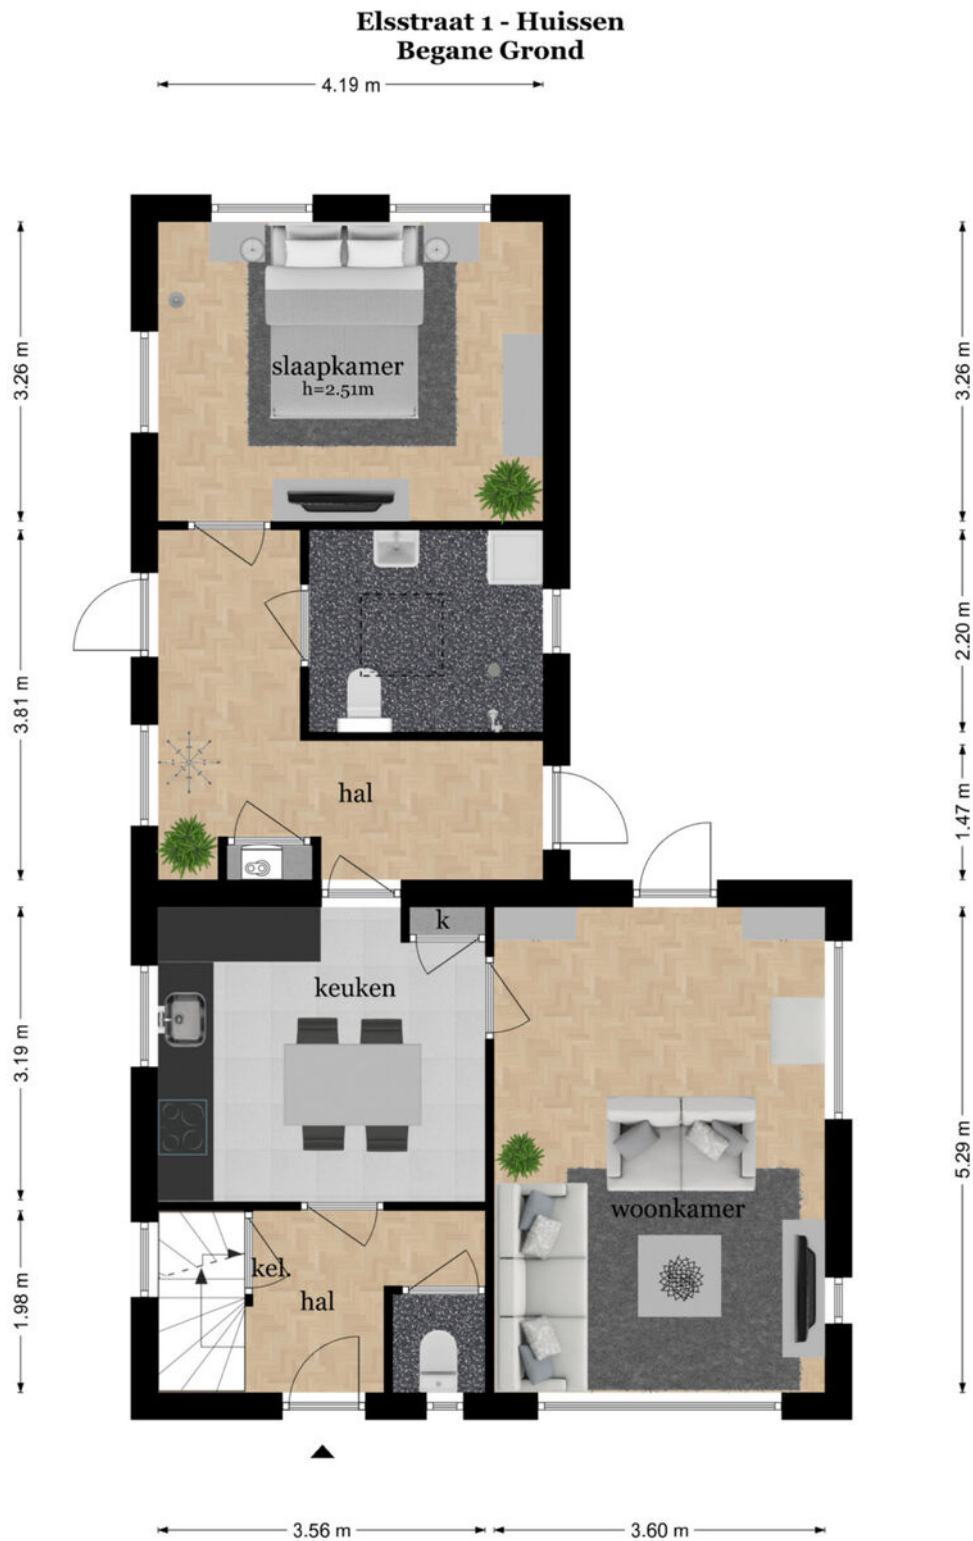 Elsstraat 1 - Huissen
Begane Grond
4.19 m
3.26 m
3.26 m
slaapkamer
h=2.51m
3.81 m
2.20 m
hal
1.47 m
k
keuken
3.19 m
5.29 m
woonkamer
kel.
hal
1.98 m
3.56 m
3.60 m